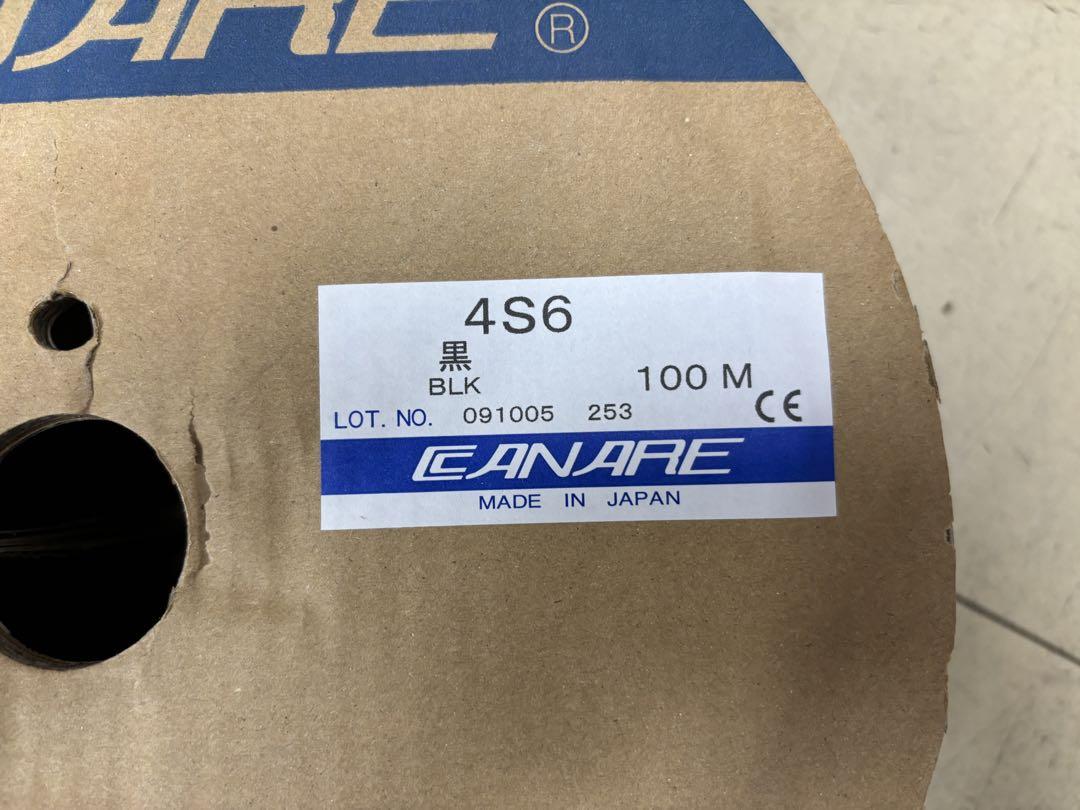 ANARE ®
4S6
黒
BLK 100 M
LOT. NO. 091005 253 CE
CANARE
MADE IN JAPAN